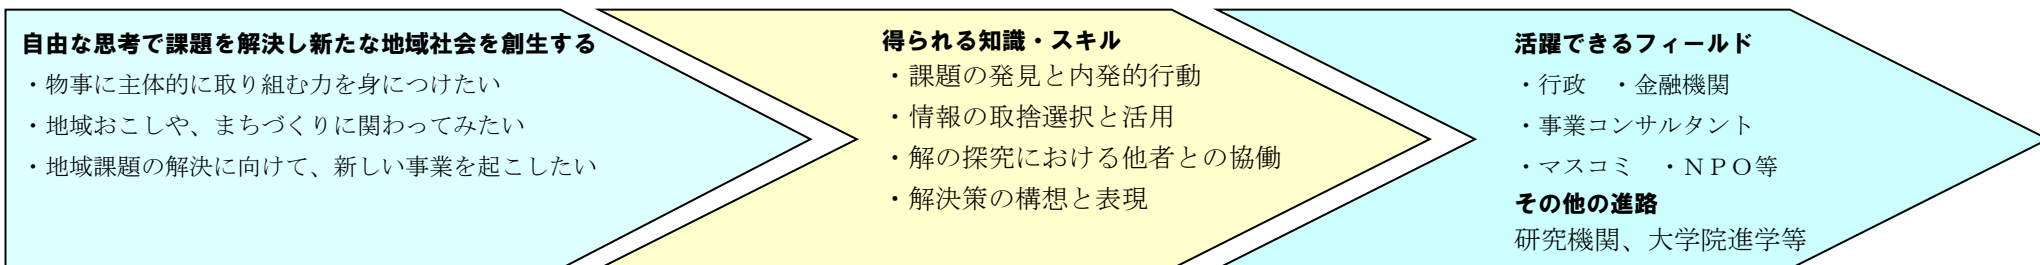 自由な思考で課題を解決し新たな地域社会を創生する
・物事に主体的に取り組む力を身につけたい
・地域おこしや、まちづくりに関わってみたい
・地域課題の解決に向けて、新しい事業を起こしたい
得られる知識・スキル
・課題の発見と内発的行動
・情報の取捨選択と活用
・解の探究における他者との協働
・解決策の構想と表現
活躍できるフィールド
・行政　・金融機関
・事業コンサルタント
・マスコミ　・ＮＰＯ等
その他の進路
研究機関、大学院進学等